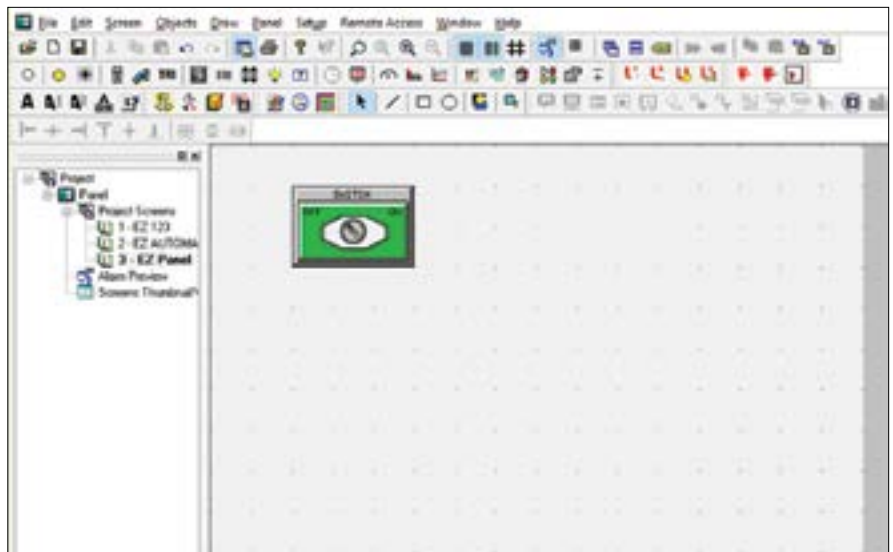 File Edit Screen Objects Draw Panel Setup Remote Access Window Help
Project
Panel
Project Screens
1 - EZ 123
2 - EZ AUTOMA
3 - EZ Panel
Alarm Preview
Screens Thumbnail
SWITCH
OFF ON